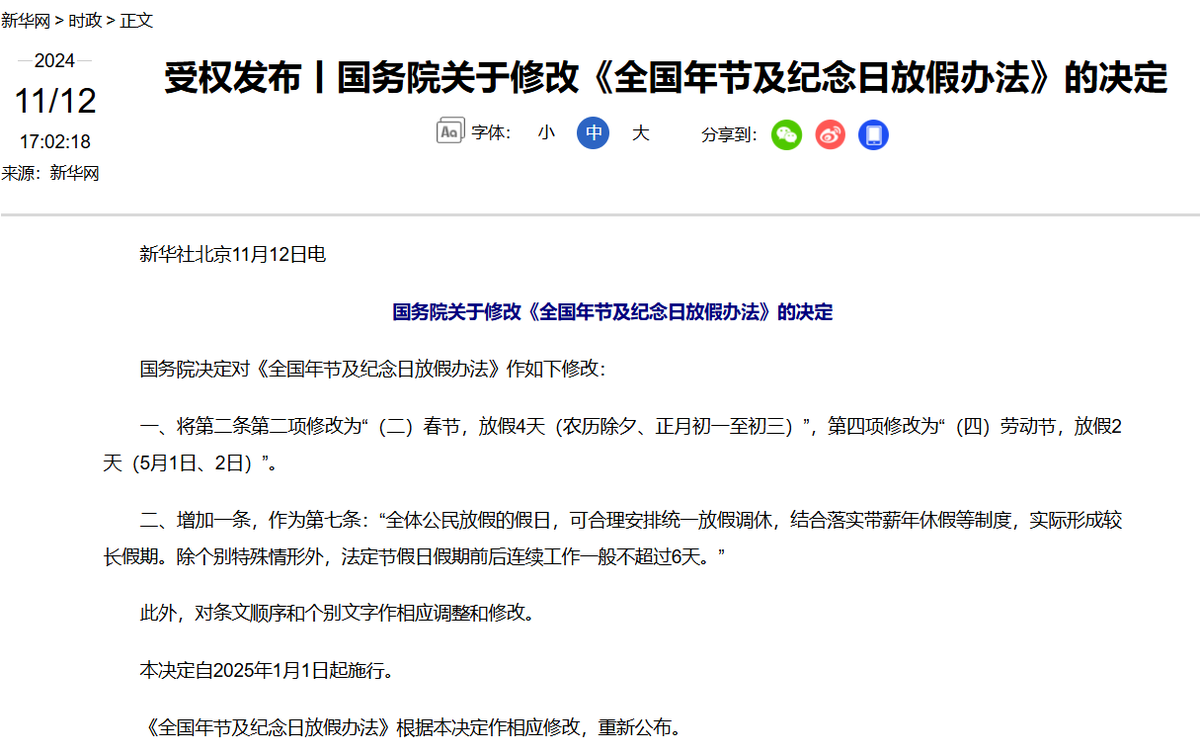 新华网 > 时政 > 正文
2024
11/12
17:02:18
来源：新华网
受权发布丨国务院关于修改《全国年节及纪念日放假办法》的决定
Aa 字体： 小 中 大 分享到：
新华社北京11月12日电
国务院关于修改《全国年节及纪念日放假办法》的决定
国务院决定对《全国年节及纪念日放假办法》作如下修改：
一、将第二条第二项修改为“（二）春节，放假4天（农历除夕、正月初一至初三）”，第四项修改为“（四）劳动节，放假2
天（5月1日、2日）”。
二、增加一条，作为第七条：“全体公民放假的假日，可合理安排统一放假调休，结合落实带薪年休假等制度，实际形成较
长假期。除个别特殊情形外，法定节假日假期前后连续工作一般不超过6天。”
此外，对条文顺序和个别文字作相应调整和修改。
本决定自2025年1月1日起施行。
《全国年节及纪念日放假办法》根据本决定作相应修改，重新公布。